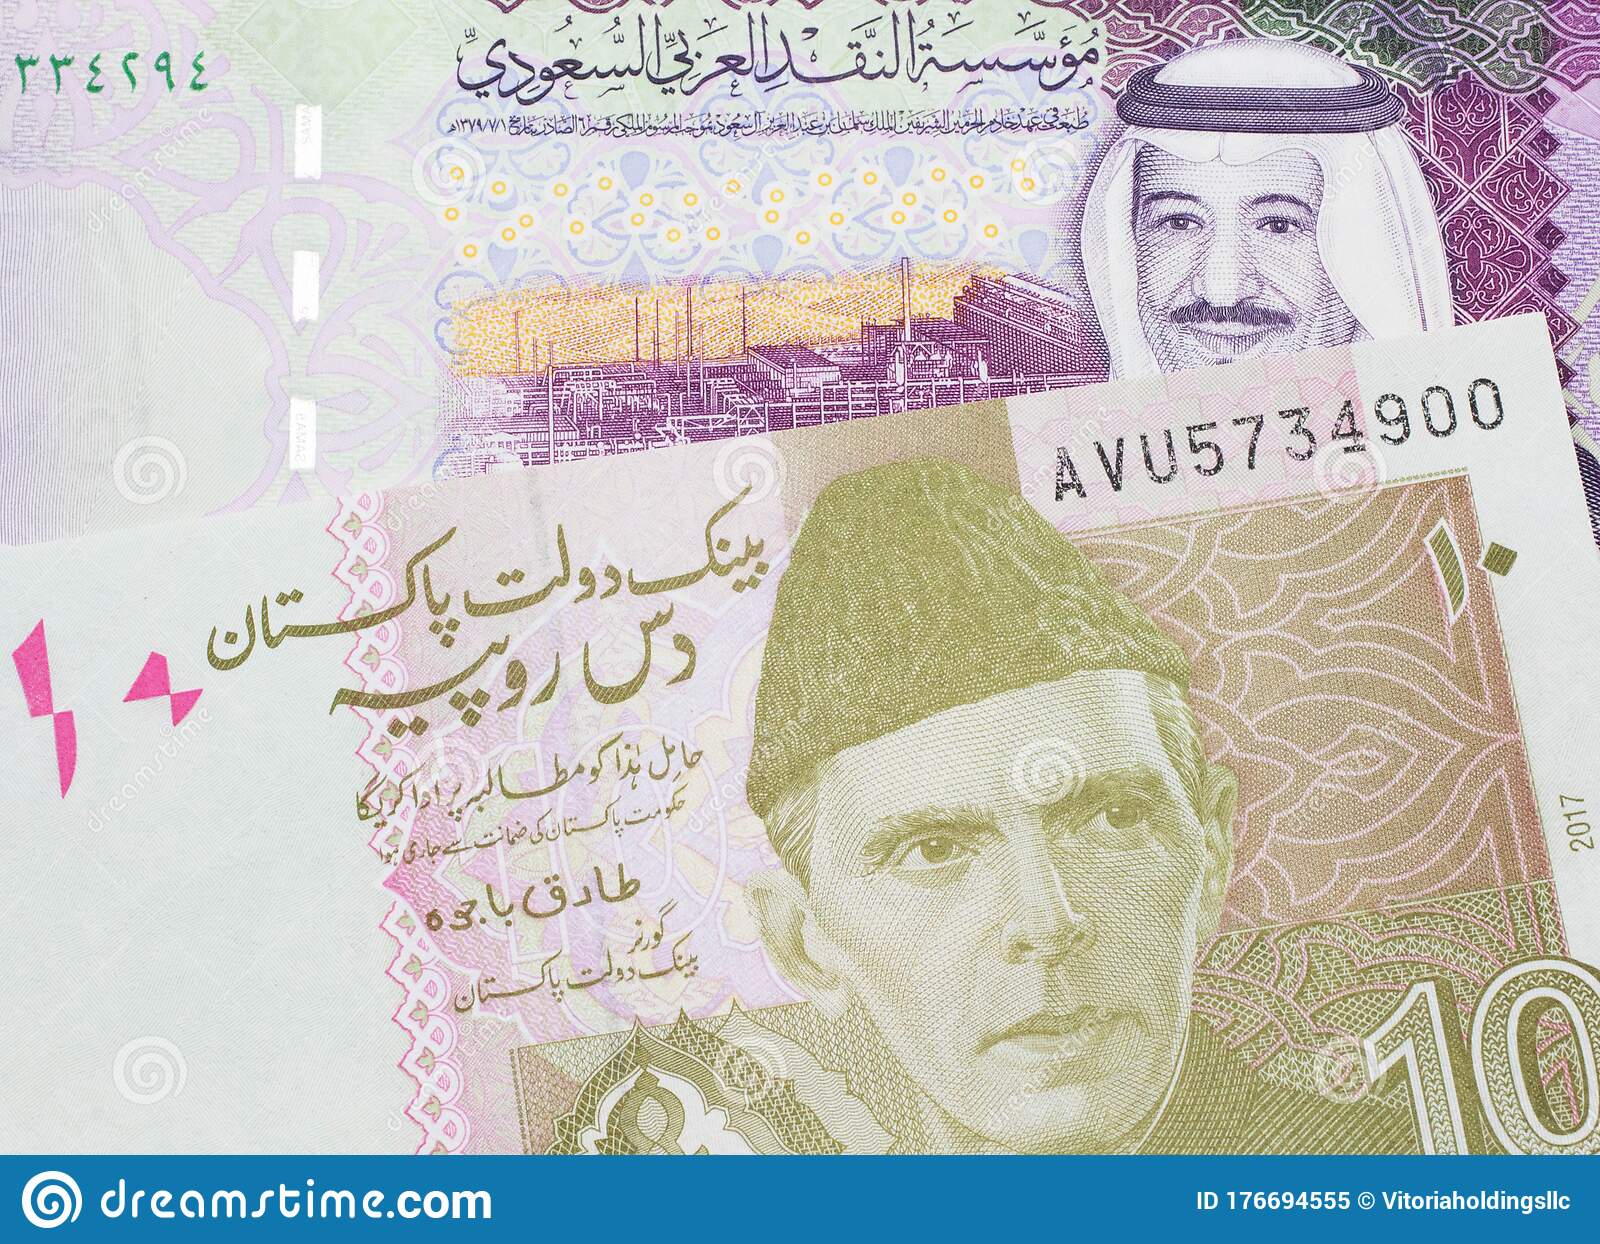 مؤسسة النقد العربي السعودي
٣٣٤٢٩٤
طبعت في عهد خادم الحرمين الشريفين الملك سلمان بن عبدالعزيز آل سعود بموجب المرسوم الملكي رقم ٦ الصادر بتاريخ ١٣٧٩/٧/١هـ
AVU5734900
۱۰
بینک دولت پاکستان
دس روپیہ
۱۰
حاملِ ہٰذا کو مطالبہ پر ادا کریگا
حکومت پاکستان کی ضمانت سے جاری ہوا
طارق باجوہ
گورنر
بینک دولت پاکستان
2017
10
dreamstime.com
ID 176694555 © Vitoriaholdingsllc